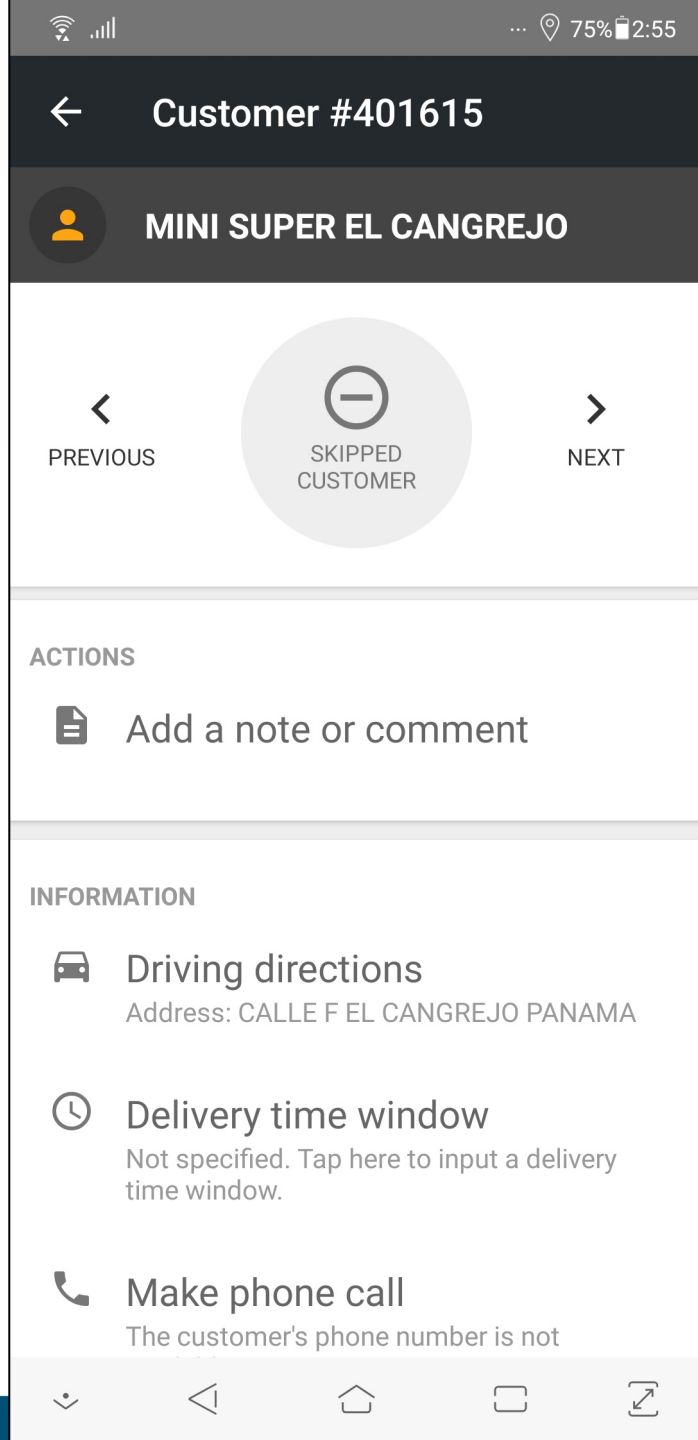 ... 75% 2:55
Customer #401615
MINI SUPER EL CANGREJO
PREVIOUS
SKIPPED
CUSTOMER
NEXT
ACTIONS
Add a note or comment
INFORMATION
Driving directions
Address: CALLE F EL CANGREJO PANAMA
Delivery time window
Not specified. Tap here to input a delivery
time window.
Make phone call
The customer's phone number is not